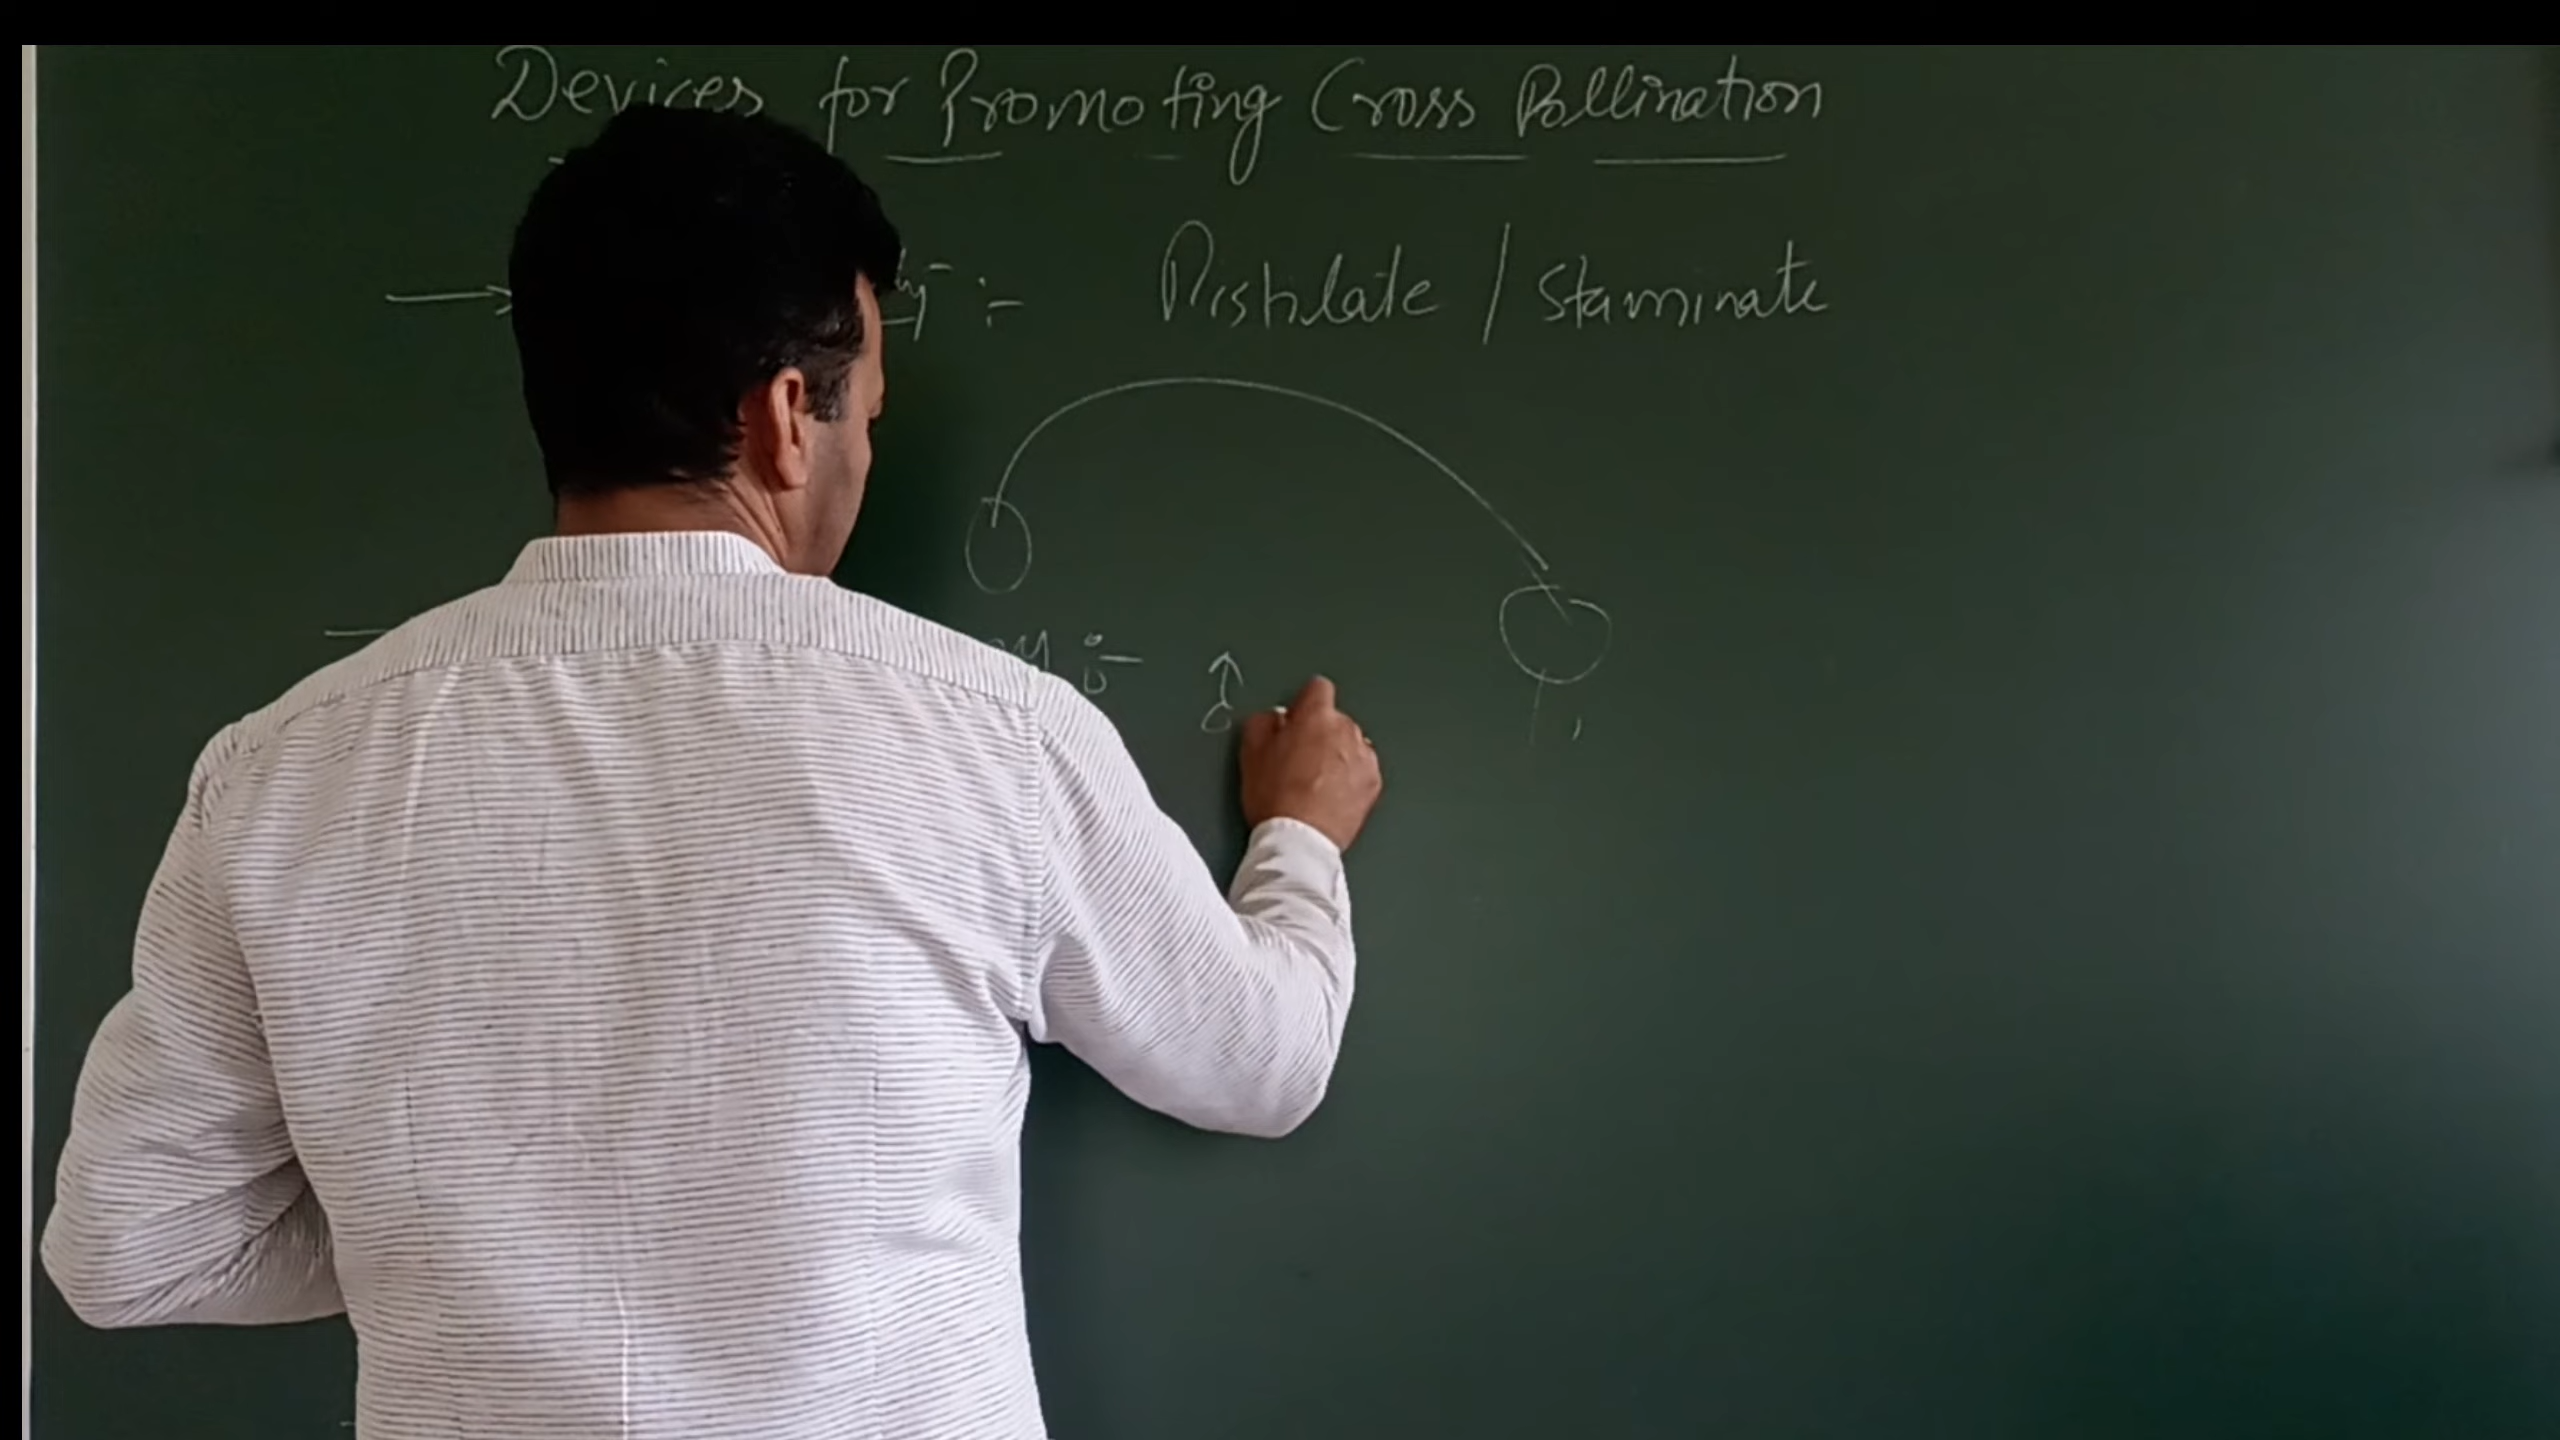 Devices for Promoting Cross Pollination
:- Pistilate / Staminate
:-